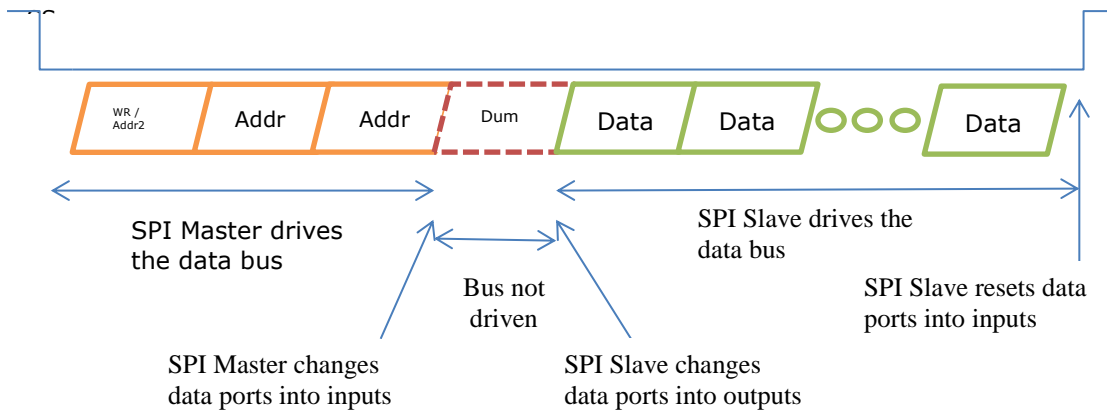 WR /
Addr2
Addr
Addr
Dum
Data
Data
Data
SPI Master drives
the data bus
SPI Slave drives the
data bus
Bus not
driven
SPI Slave resets data
ports into inputs
SPI Master changes
data ports into inputs
SPI Slave changes
data ports into outputs